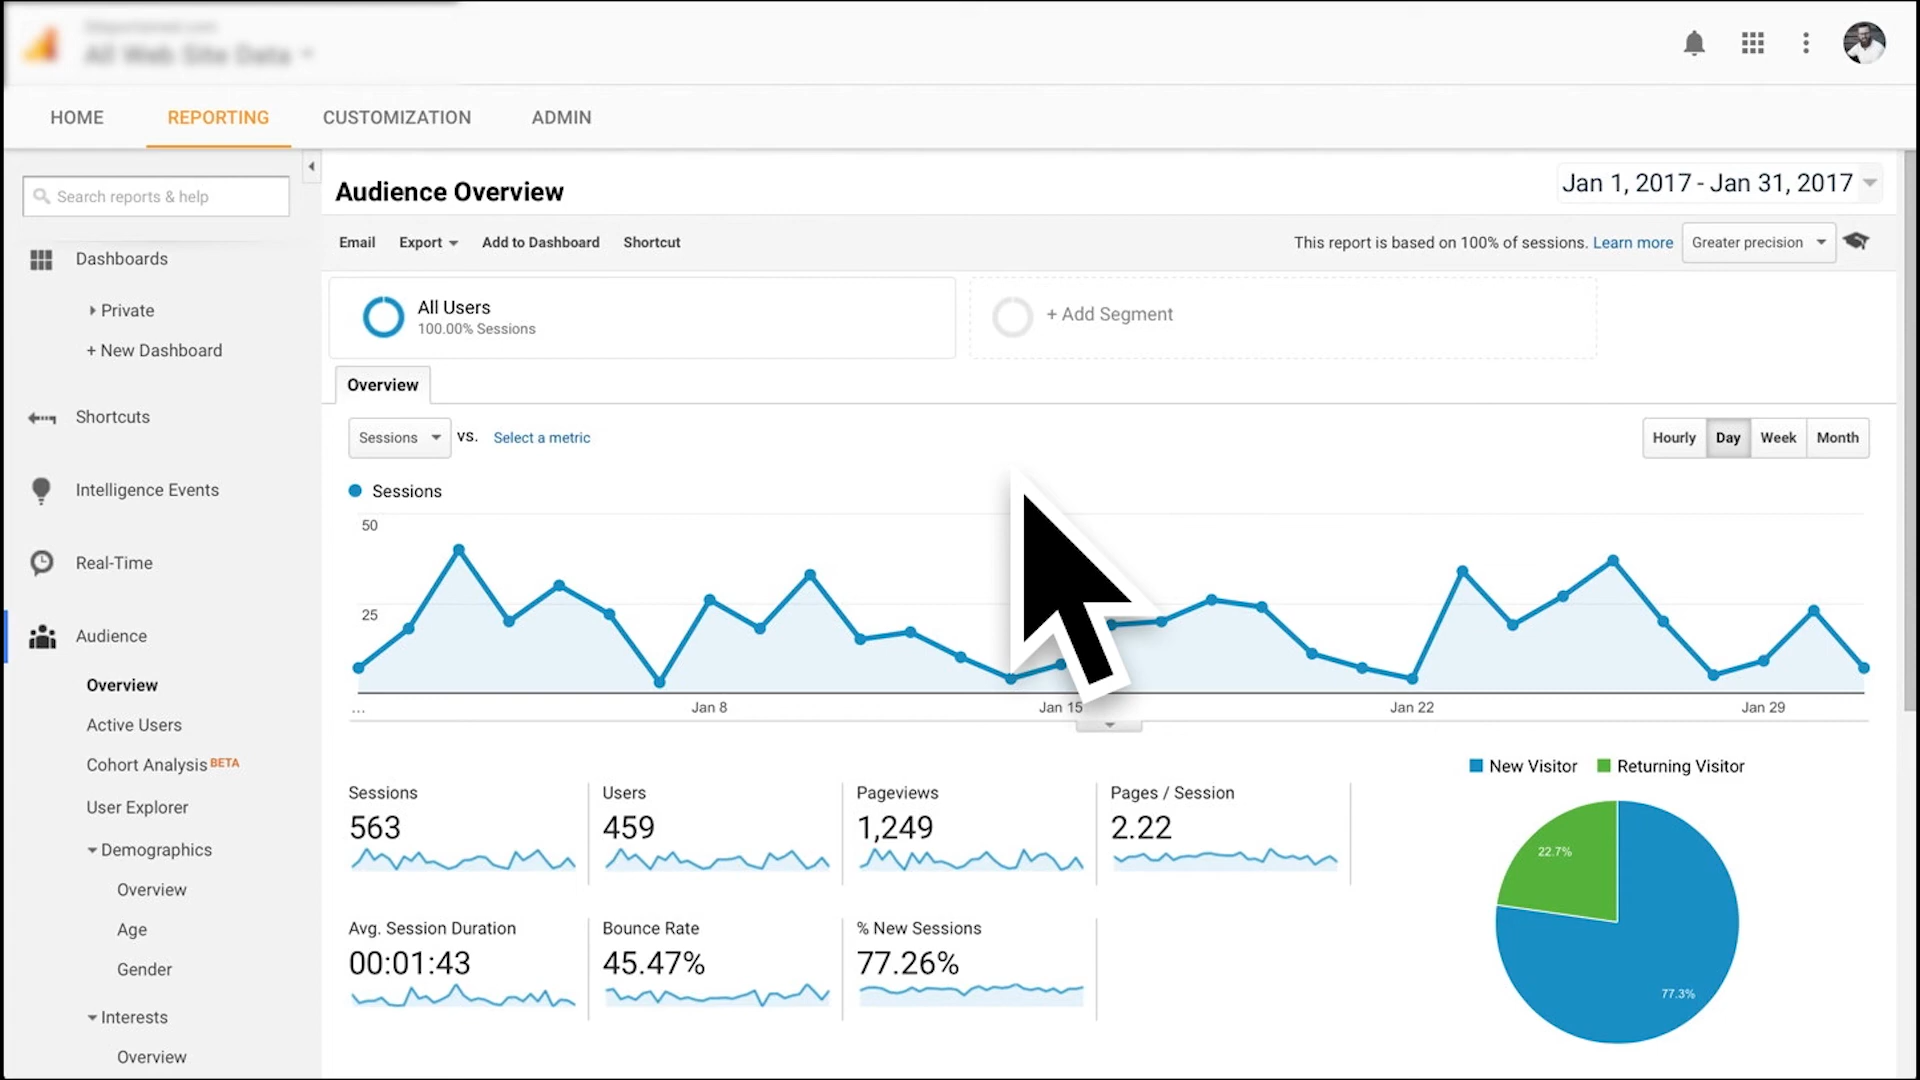 All Web Site Data
HOME
REPORTING
CUSTOMIZATION
ADMIN
Search reports & help
Dashboards
Private
+ New Dashboard
Shortcuts
Intelligence Events
Real-Time
Audience
Overview
Active Users
Cohort Analysis BETA
User Explorer
Demographics
Overview
Age
Gender
Interests
Overview
Audience Overview
Jan 1, 2017 - Jan 31, 2017
Email Export Add to Dashboard Shortcut
This report is based on 100% of sessions. Learn more
Greater precision
All Users
100.00% Sessions
+ Add Segment
Overview
Sessions
vs.
Select a metric
Hourly Day Week Month
Sessions
50
25
...
Jan 8
Jan 15
Jan 22
Jan 29
New Visitor
Returning Visitor
22.7%
77.3%
Sessions
563
Users
459
Pageviews
1,249
Pages / Session
2.22
Avg. Session Duration
00:01:43
Bounce Rate
45.47%
% New Sessions
77.26%